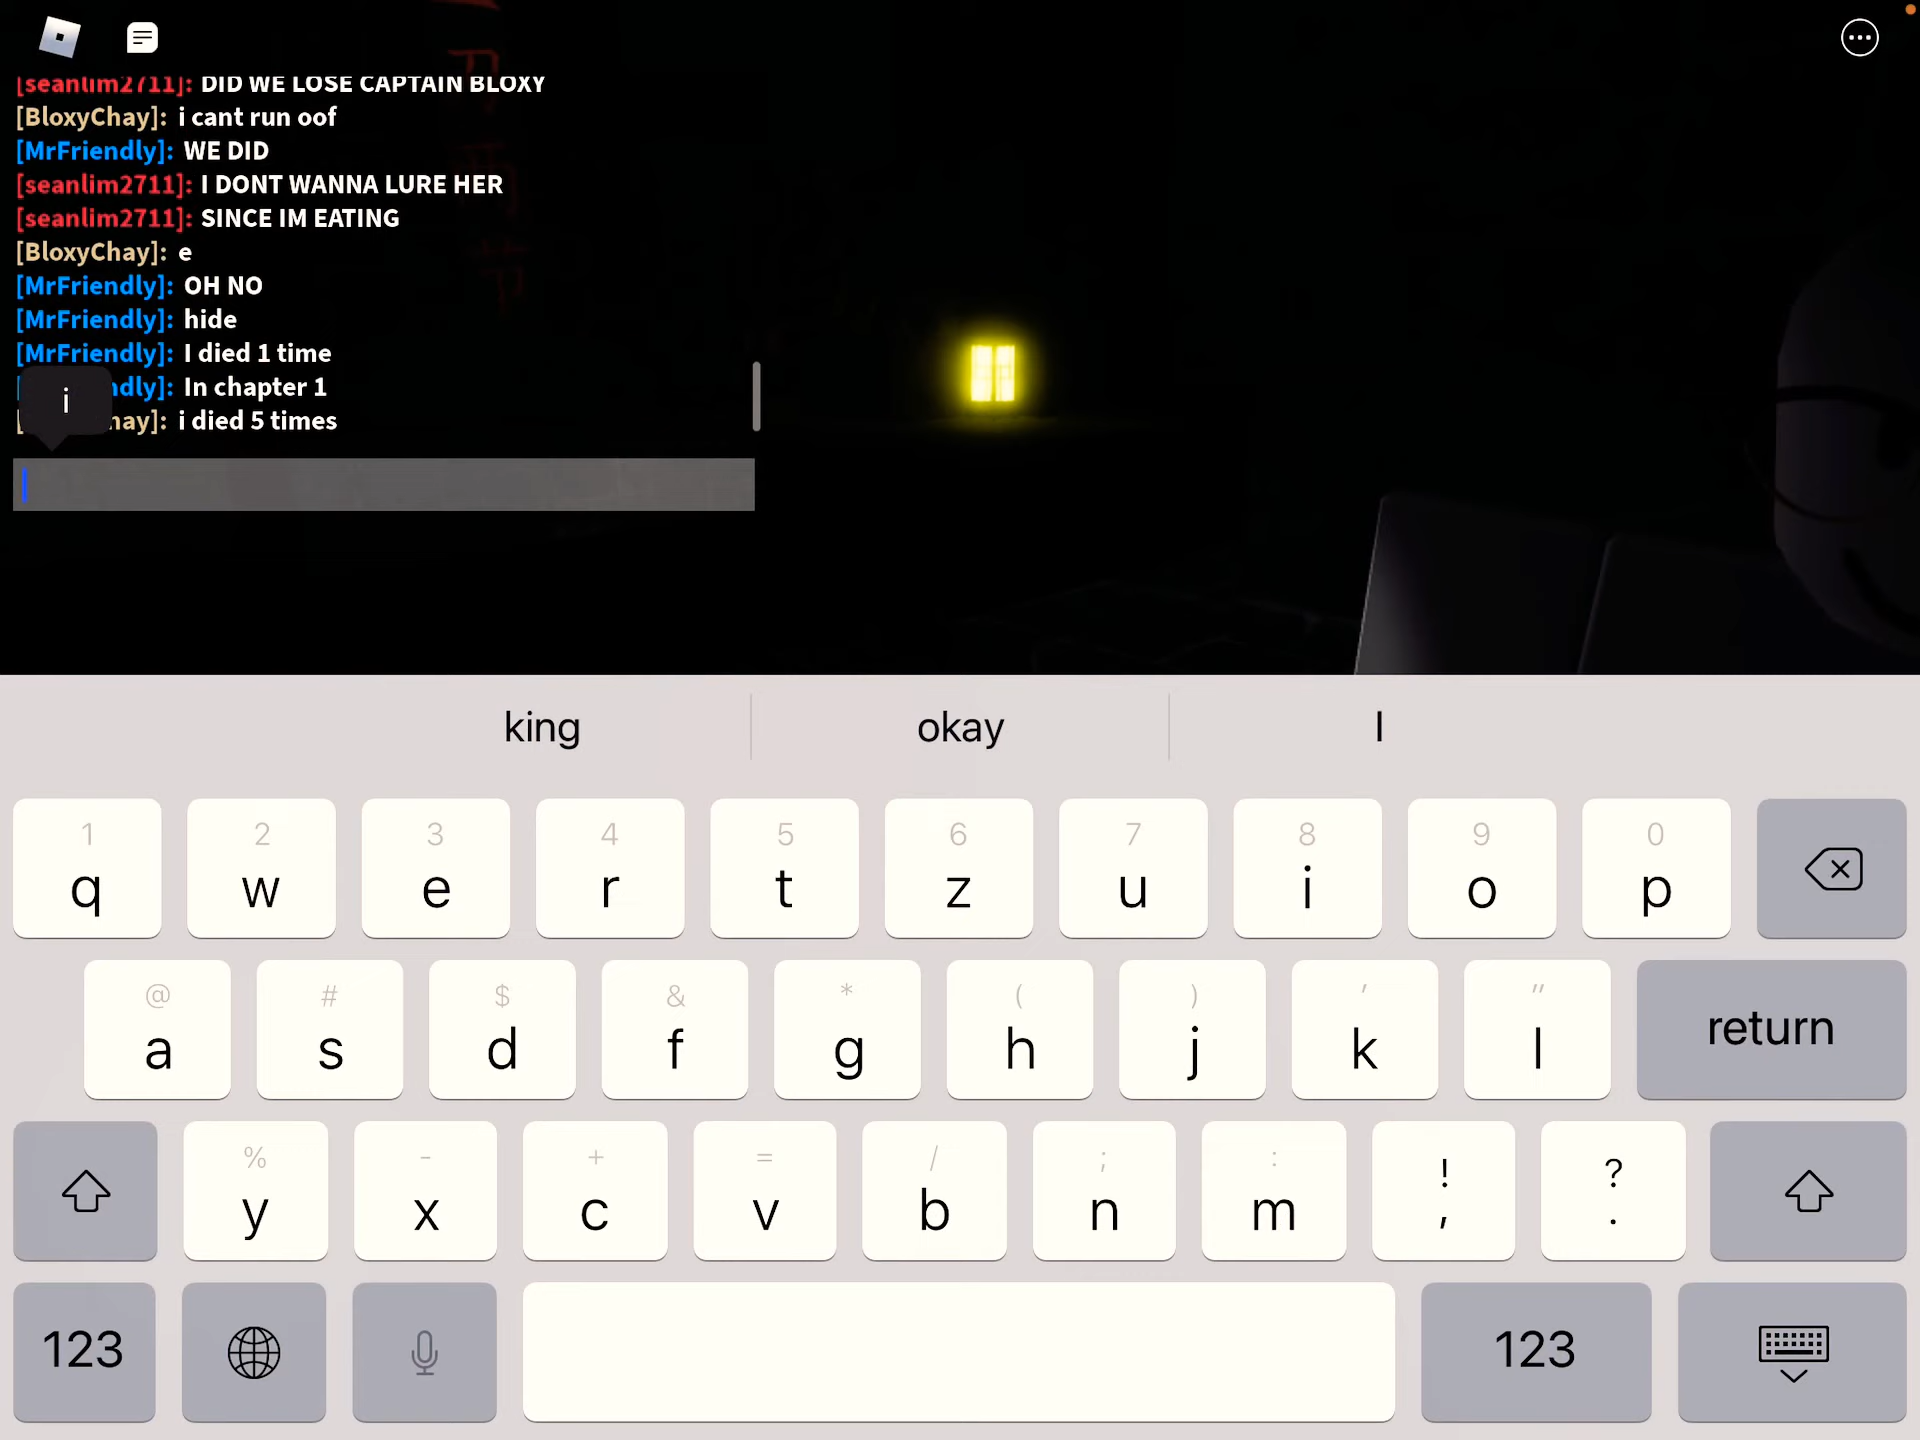 [seanlim2711]: DID WE LOSE CAPTAIN BLOXY
[BloxyChay]: i cant run oof
[MrFriendly]: WE DID
[seanlim2711]: I DONT WANNA LURE HER
[seanlim2711]: SINCE IM EATING
[BloxyChay]: e
[MrFriendly]: OH NO
[MrFriendly]: hide
[MrFriendly]: I died 1 time
ndly]: In chapter 1
i
hay]: i died 5 times
king okay I
1 2 3 4 5 6 7 8 9 0
q w e r t z u i o p
@ # $ & * ( ) ' "
a s d f g h j k l return
% - + = / ; : ! ?
y x c v b n m , .
123 123